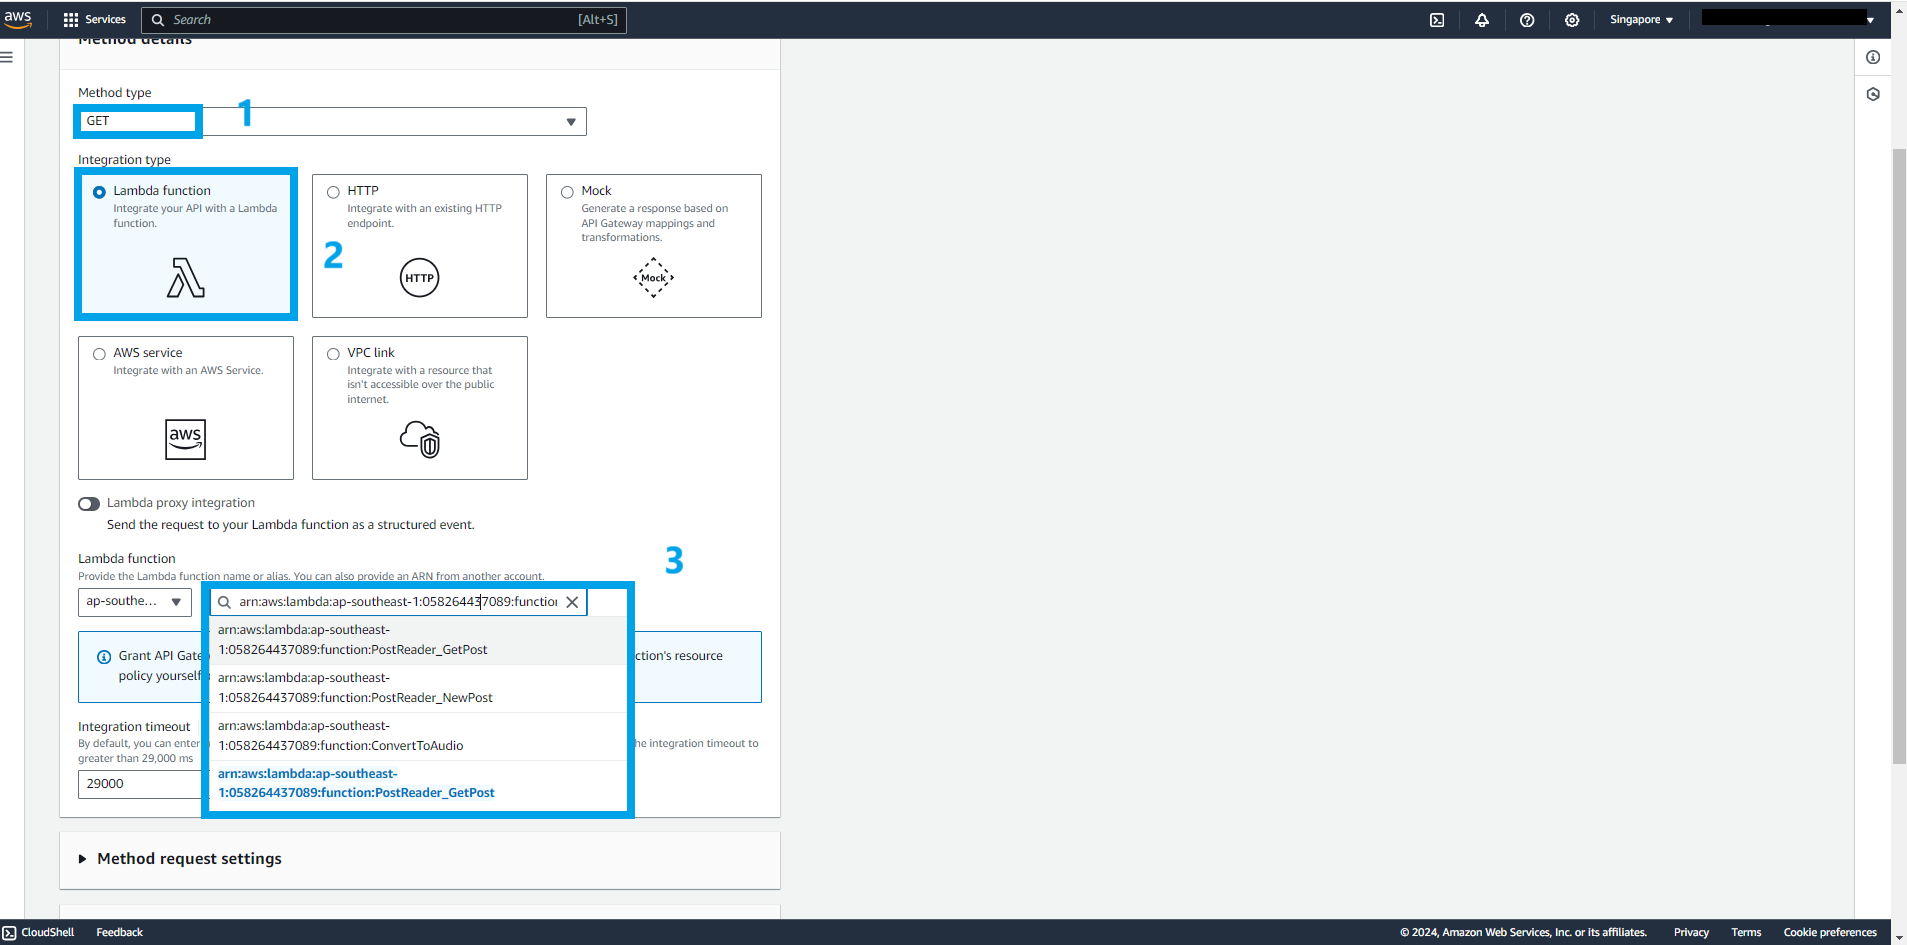 aws
Services
Search
[Alt+S]
Singapore
Method details
Method type
GET
1
Integration type
Lambda function
Integrate your API with a Lambda
function.
HTTP
Integrate with an existing HTTP
endpoint.
HTTP
Mock
Generate a response based on
API Gateway mappings and
transformations.
Mock
2
AWS service
Integrate with an AWS Service.
aws
VPC link
Integrate with a resource that
isn't accessible over the public
internet.
Lambda proxy integration
Send the request to your Lambda function as a structured event.
Lambda function
3
Provide the Lambda function name or alias. You can also provide an ARN from another account.
ap-southe...
arn:aws:lambda:ap-southeast-1:058264437089:function
arn:aws:lambda:ap-southeast-
1:058264437089:function:PostReader_GetPost
arn:aws:lambda:ap-southeast-
1:058264437089:function:PostReader_NewPost
arn:aws:lambda:ap-southeast-
1:058264437089:function:ConvertToAudio
arn:aws:lambda:ap-southeast-
1:058264437089:function:PostReader_GetPost
Grant API Gate ction's resource
policy yourself
Integration timeout
By default, you can enter he integration timeout to
greater than 29,000 ms
29000
Method request settings
CloudShell
Feedback
© 2024, Amazon Web Services, Inc. or its affiliates.
Privacy
Terms
Cookie preferences